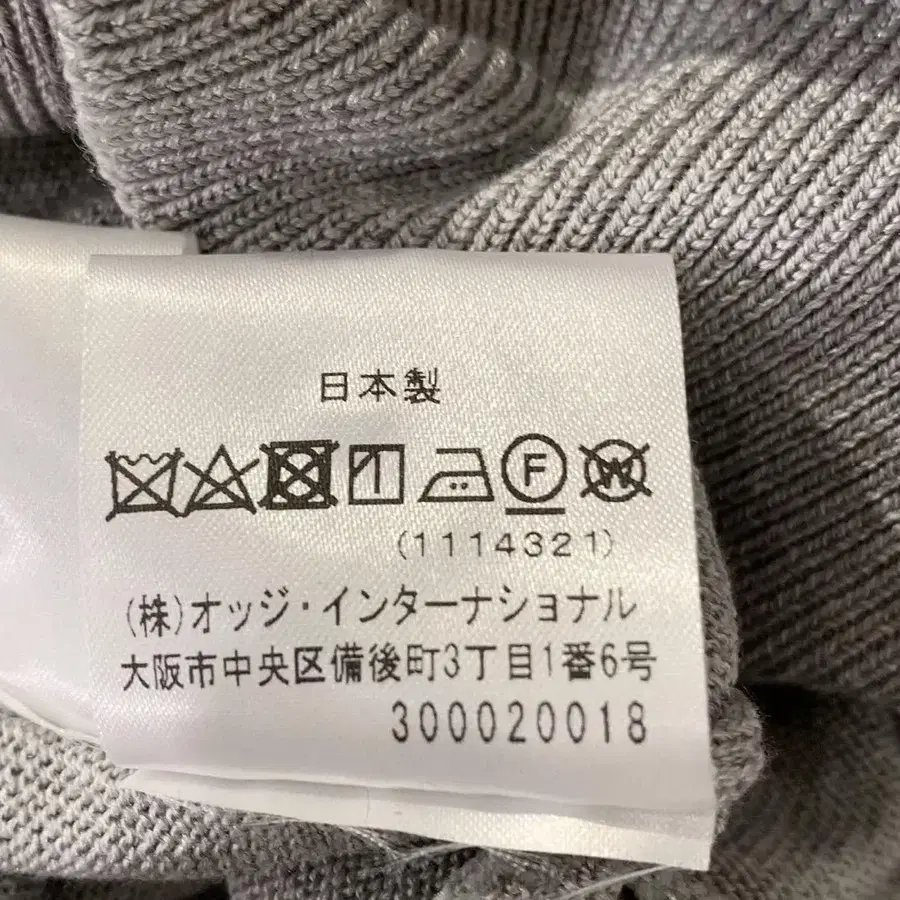 日本製
F W
(1114321)
(株)オッジ・インターナショナル
大阪市中央区備後町3丁目1番6号
300020018